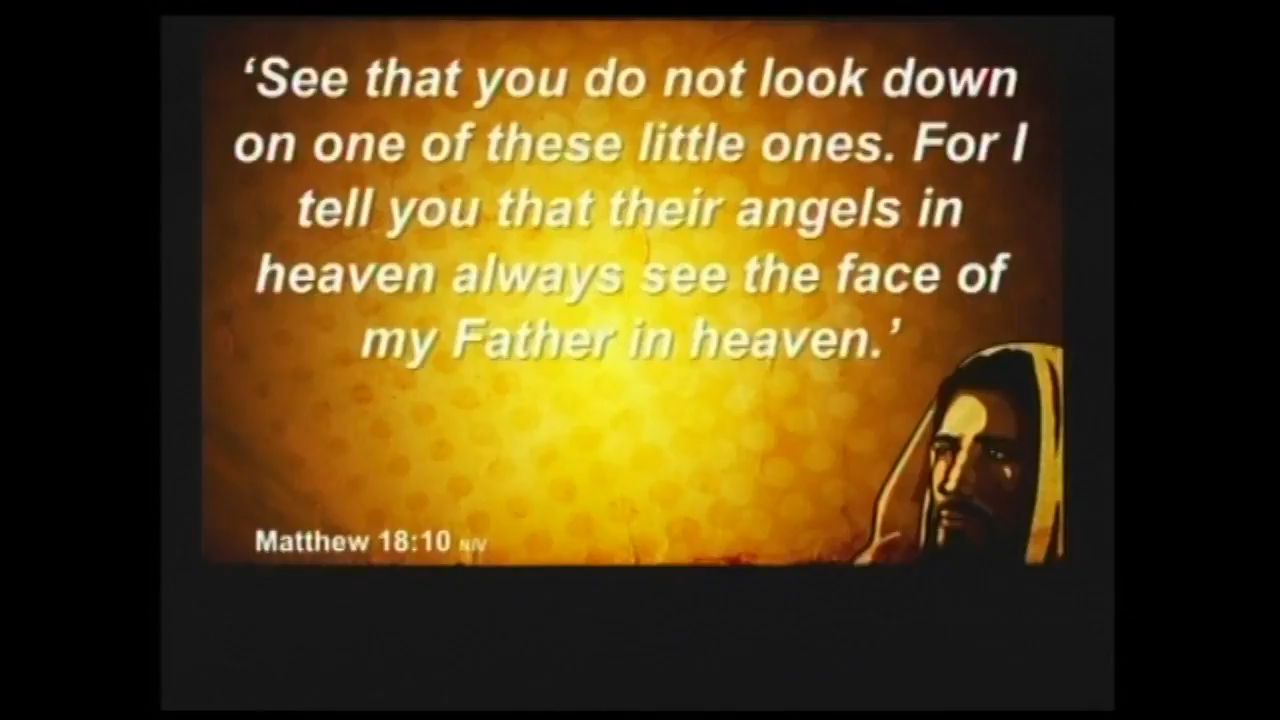 ‘See that you do not look down
on one of these little ones. For I
tell you that their angels in
heaven always see the face of
my Father in heaven.’
Matthew 18:10 NIV